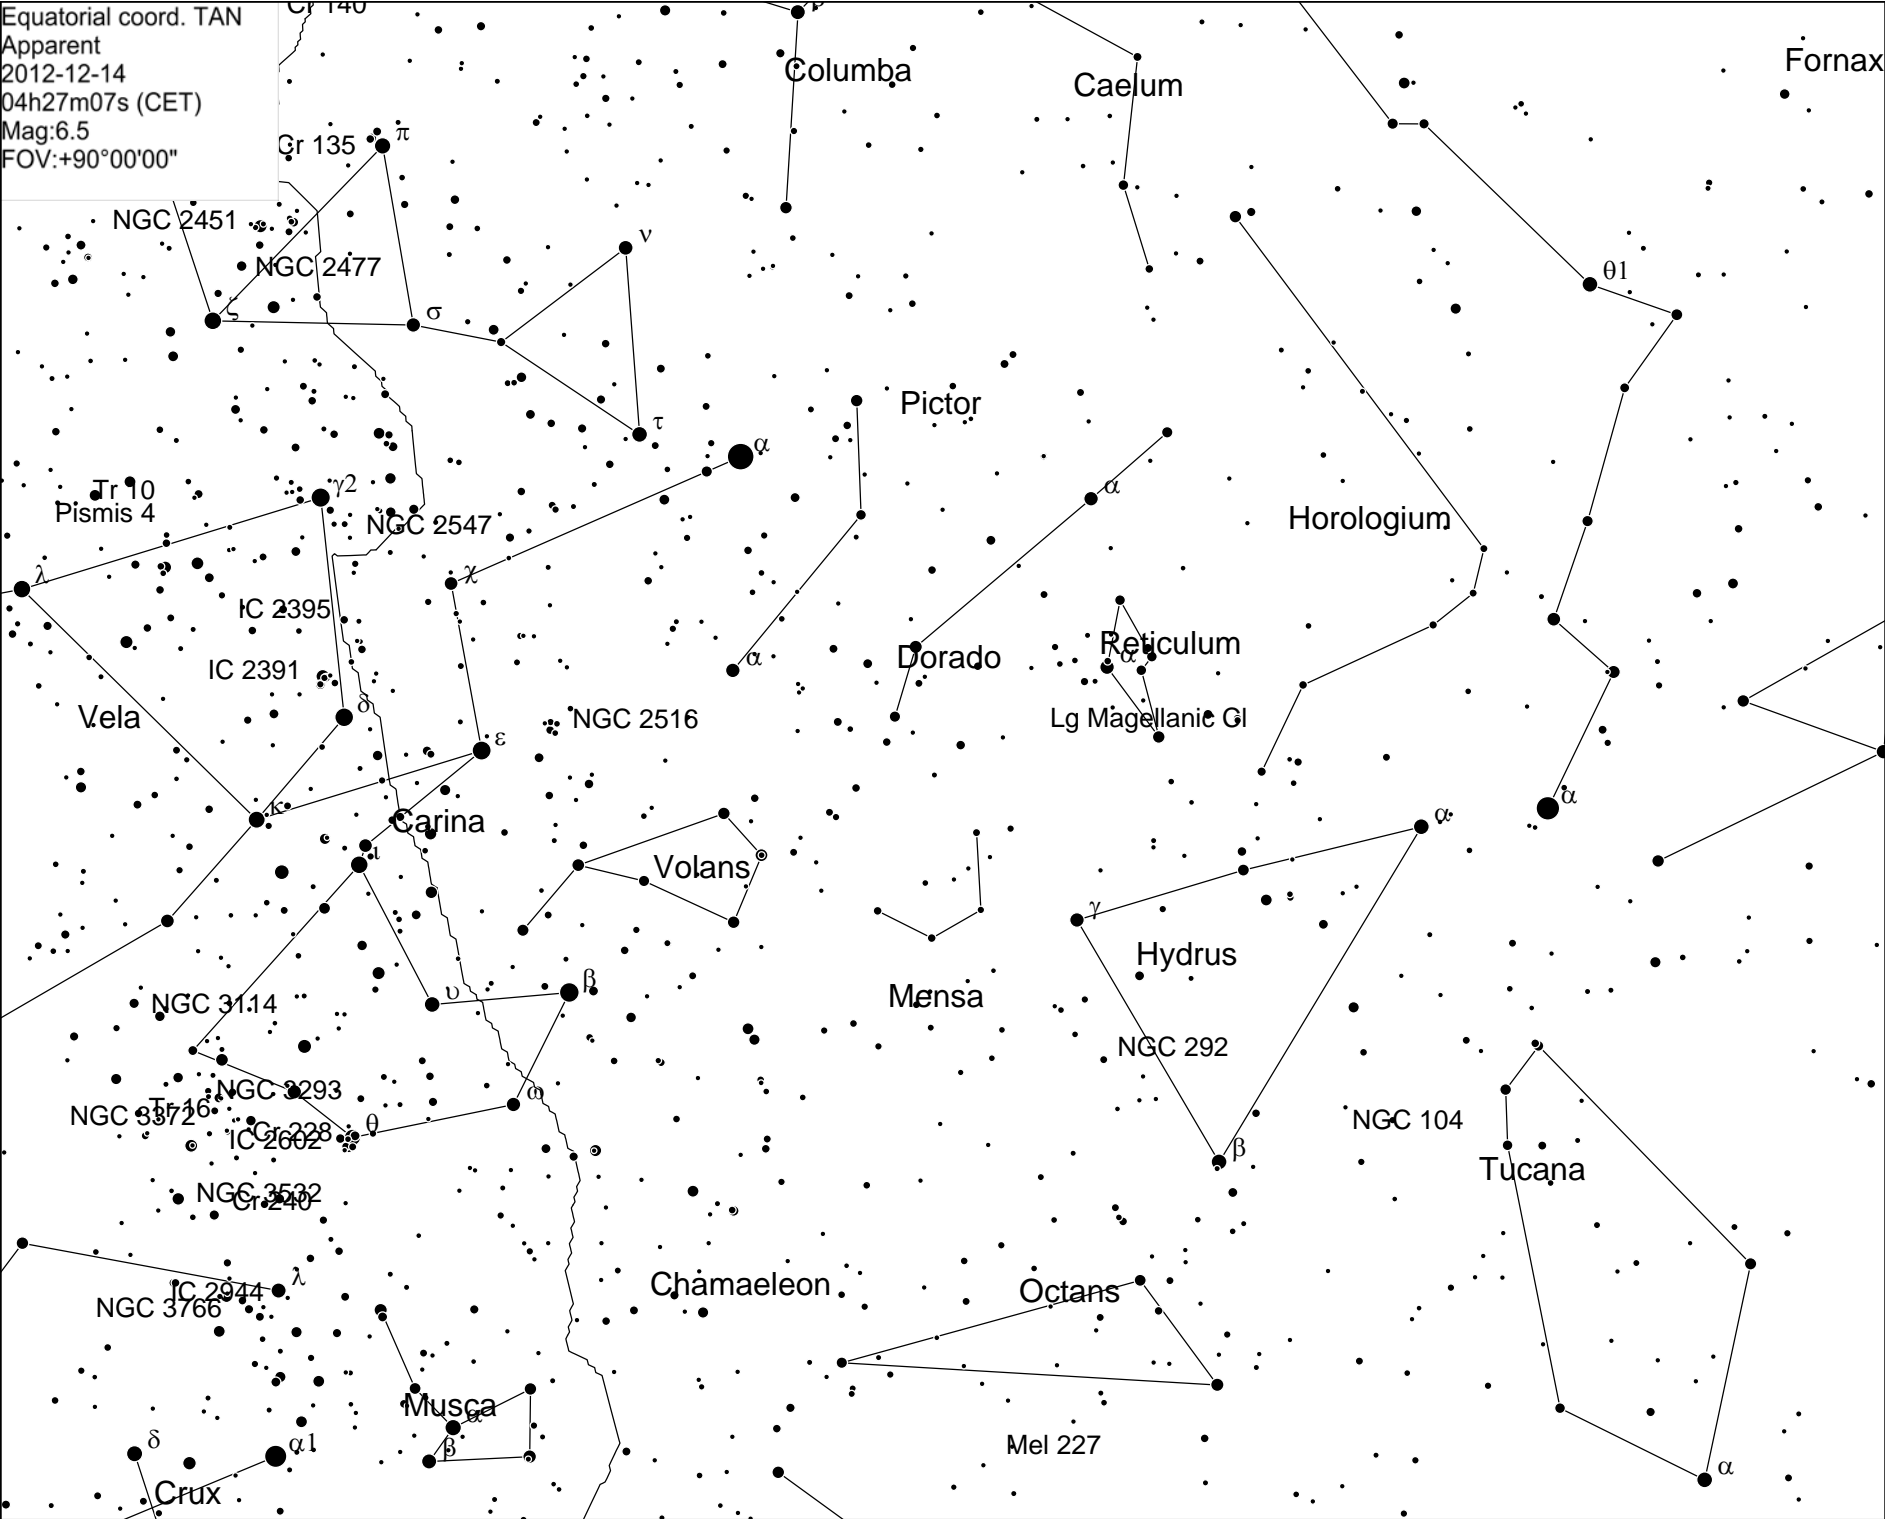 Equatorial coord. TAN
Apparent
2012-12-14
04h27m07s (CET)
Mag:6.5
FOV:+90°00'00"
Cr 140
β
Columba
Caelum
Fornax
Cr 135
π
NGC 2451
ν
NGC 2477
θ1
ζ
σ
Pictor
τ
α
γ2
α
Tr 10
Pismis 4
NGC 2547
Horologium
λ
χ
IC 2395
Reticulum
α
α
Dorado
IC 2391
δ
Vela
NGC 2516
Lg Magellanic Cl
ε
α
κ
Carina
α
ι
Volans
γ
Hydrus
β
υ
Mensa
NGC 3114
NGC 292
NGC 3293
ω
Tr 16
NGC 3372
NGC 104
θ
Cr 228
IC 2602
β
Tucana
NGC 3532
Cr 240
λ
Chamaeleon
IC 2944
Octans
NGC 3766
Musca
α
δ
α1
β
Mel 227
α
Crux